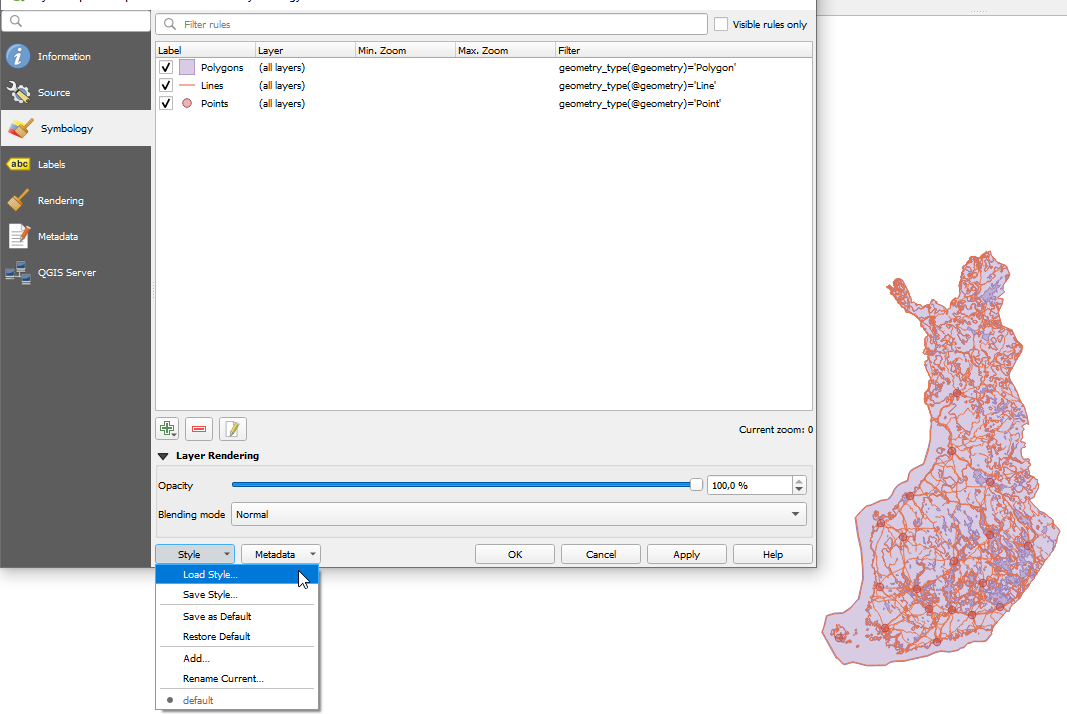 Filter rules
Visible rules only
Label Layer Min. Zoom Max. Zoom Filter
Polygons (all layers) geometry_type(@geometry)='Polygon'
Lines (all layers) geometry_type(@geometry)='Line'
Points (all layers) geometry_type(@geometry)='Point'
Information
Source
Symbology
abc Labels
Rendering
Metadata
QGIS Server
Current zoom: 0
Layer Rendering
Opacity 100,0 %
Blending mode Normal
Style Metadata OK Cancel Apply Help
Load Style...
Save Style...
Save as Default
Restore Default
Add...
Rename Current...
default